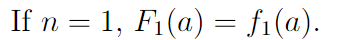 If n = 1, F₁(a) = f₁(a).